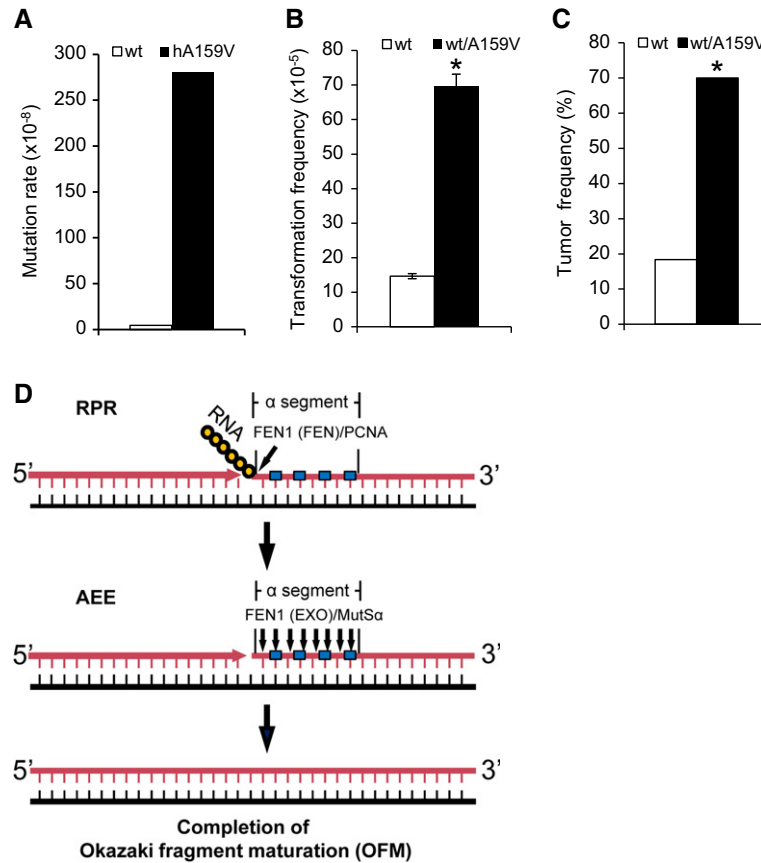 A
wt hA159V
Mutation rate (x10-8)
300
250
200
150
100
50
0
B
wt wt/A159V
Transformation frequency (x10-5)
80
70
60
50
40
30
20
10
0
*
C
wt wt/A159V
Tumor frequency (%)
80
70
60
50
40
30
20
10
0
*
D
RPR
RNA
α segment
FEN1 (FEN)/PCNA
5’ 3’
AEE
α segment
FEN1 (EXO)/MutSα
5’ 3’
5’ 3’
Completion of
Okazaki fragment maturation (OFM)